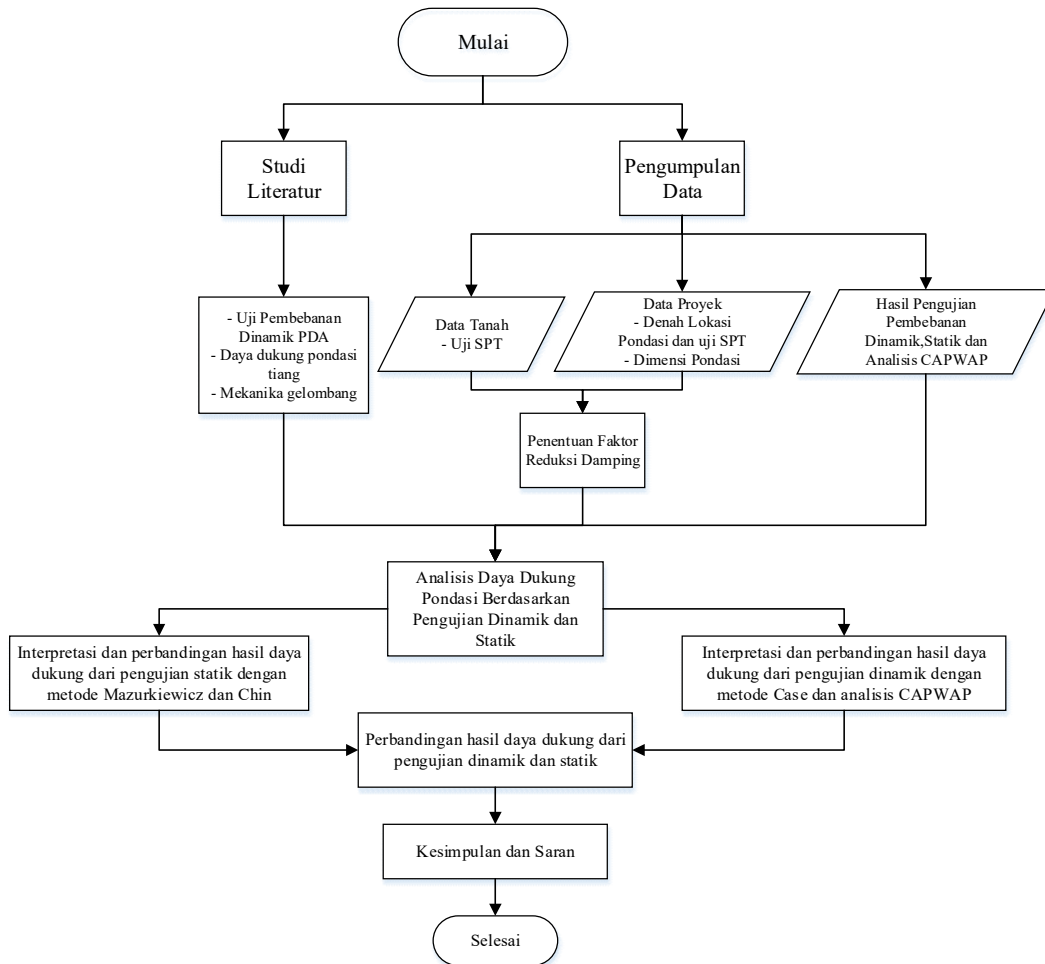 Mulai
Studi
Literatur
Pengumpulan
Data
- Uji Pembebanan
Dinamik PDA
- Daya dukung pondasi
tiang
- Mekanika gelombang
Data Tanah
- Uji SPT
Data Proyek
- Denah Lokasi
Pondasi dan uji SPT
- Dimensi Pondasi
Hasil Pengujian
Pembebanan
Dinamik,Statik dan
Analisis CAPWAP
Penentuan Faktor
Reduksi Damping
Analisis Daya Dukung
Pondasi Berdasarkan
Pengujian Dinamik dan
Statik
Interpretasi dan perbandingan hasil daya
dukung dari pengujian statik dengan
metode Mazurkiewicz dan Chin
Interpretasi dan perbandingan hasil daya
dukung dari pengujian dinamik dengan
metode Case dan analisis CAPWAP
Perbandingan hasil daya dukung dari
pengujian dinamik dan statik
Kesimpulan dan Saran
Selesai